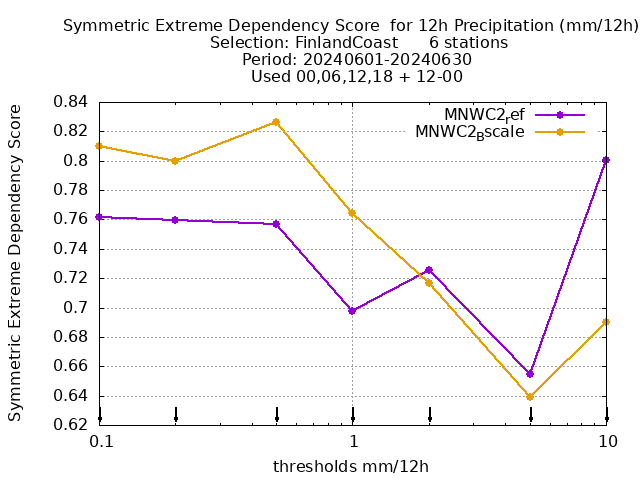 Symmetric Extreme Dependency Score  for 12h Precipitation (mm/12h)
Selection: FinlandCoast      6 stations
Period: 20240601-20240630
Used 00,06,12,18 + 12-00
MNWC2ref
MNWC2Bscale
Symmetric Extreme Dependency Score
0.84
0.82
0.8
0.78
0.76
0.74
0.72
0.7
0.68
0.66
0.64
0.62
0.1
1
10
thresholds mm/12h